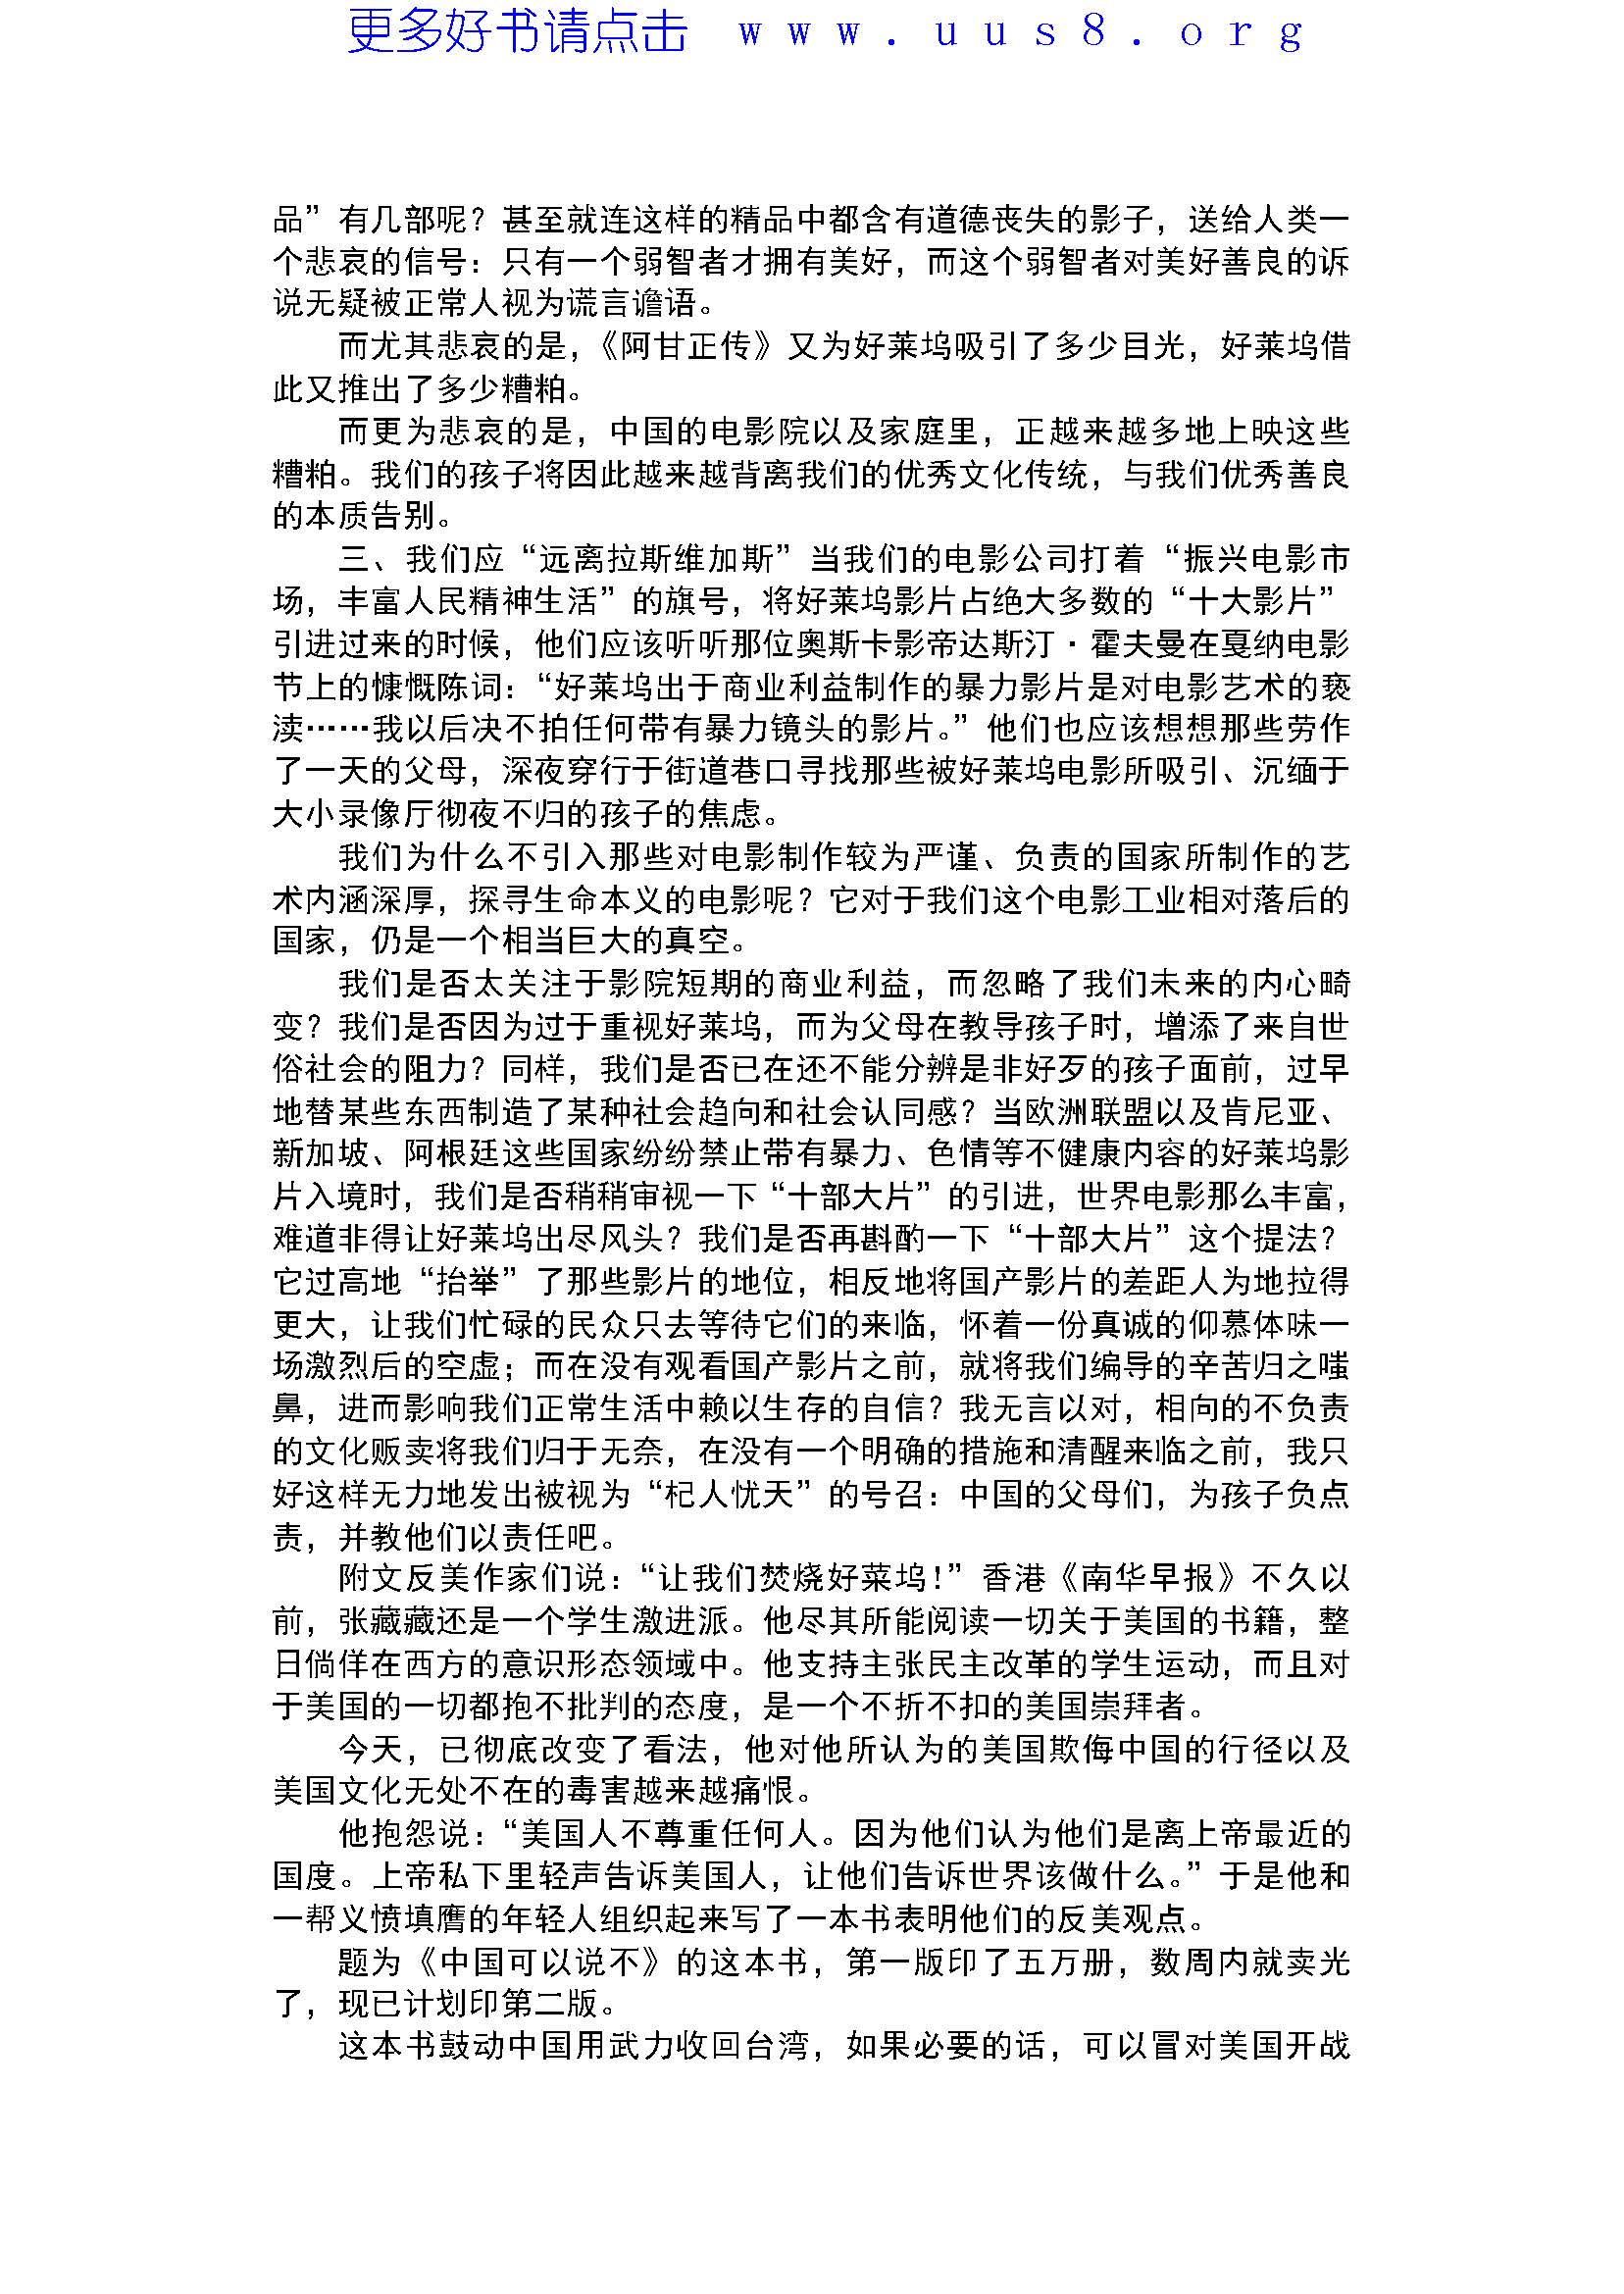 更多好书请点击 www.uus8.org
品”有几部呢？甚至就连这样的精品中都含有道德丧失的影子，送给人类一
个悲哀的信号：只有一个弱智者才拥有美好，而这个弱智者对美好善良的诉
说无疑被正常人视为谎言谵语。
而尤其悲哀的是，《阿甘正传》又为好莱坞吸引了多少目光，好莱坞借
此又推出了多少糟粕。
而更为悲哀的是，中国的电影院以及家庭里，正越来越多地上映这些
糟粕。我们的孩子将因此越来越背离我们的优秀文化传统，与我们优秀善良
的本质告别。
三、我们应“远离拉斯维加斯”当我们的电影公司打着“振兴电影市
场，丰富人民精神生活”的旗号，将好莱坞影片占绝大多数的“十大影片”
引进过来的时候，他们应该听听那位奥斯卡影帝达斯汀·霍夫曼在戛纳电影
节上的慷慨陈词：“好莱坞出于商业利益制作的暴力影片是对电影艺术的亵
渎……我以后决不拍任何带有暴力镜头的影片。”他们也应该想想那些劳作
了一天的父母，深夜穿行于街道巷口寻找那些被好莱坞电影所吸引、沉缅于
大小录像厅彻夜不归的孩子的焦虑。
我们为什么不引入那些对电影制作较为严谨、负责的国家所制作的艺
术内涵深厚，探寻生命本义的电影呢？它对于我们这个电影工业相对落后的
国家，仍是一个相当巨大的真空。
我们是否太关注于影院短期的商业利益，而忽略了我们未来的内心畸
变？我们是否因为过于重视好莱坞，而为父母在教导孩子时，增添了来自世
俗社会的阻力？同样，我们是否已在还不能分辨是非好歹的孩子面前，过早
地替某些东西制造了某种社会趋向和社会认同感？当欧洲联盟以及肯尼亚、
新加坡、阿根廷这些国家纷纷禁止带有暴力、色情等不健康内容的好莱坞影
片入境时，我们是否稍稍审视一下“十部大片”的引进，世界电影那么丰富，
难道非得让好莱坞出尽风头？我们是否再斟酌一下“十部大片”这个提法？
它过高地“抬举”了那些影片的地位，相反地将国产影片的差距人为地拉得
更大，让我们忙碌的民众只去等待它们的来临，怀着一份真诚的仰慕体味一
场激烈后的空虚；而在没有观看国产影片之前，就将我们编导的辛苦归之嗤
鼻，进而影响我们正常生活中赖以生存的自信？我无言以对，相向的不负责
的文化贩卖将我们归于无奈，在没有一个明确的措施和清醒来临之前，我只
好这样无力地发出被视为“杞人忧天”的号召：中国的父母们，为孩子负点
责，并教他们以责任吧。
附文反美作家们说：“让我们焚烧好菜坞！”香港《南华早报》不久以
前，张藏藏还是一个学生激进派。他尽其所能阅读一切关于美国的书籍，整
日倘佯在西方的意识形态领域中。他支持主张民主改革的学生运动，而且对
于美国的一切都抱不批判的态度，是一个不折不扣的美国崇拜者。
今天，已彻底改变了看法，他对他所认为的美国欺侮中国的行径以及
美国文化无处不在的毒害越来越痛恨。
他抱怨说：“美国人不尊重任何人。因为他们认为他们是离上帝最近的
国度。上帝私下里轻声告诉美国人，让他们告诉世界该做什么。”于是他和
一帮义愤填膺的年轻人组织起来写了一本书表明他们的反美观点。
题为《中国可以说不》的这本书，第一版印了五万册，数周内就卖光
了，现已计划印第二版。
这本书鼓动中国用武力收回台湾，如果必要的话，可以冒对美国开战